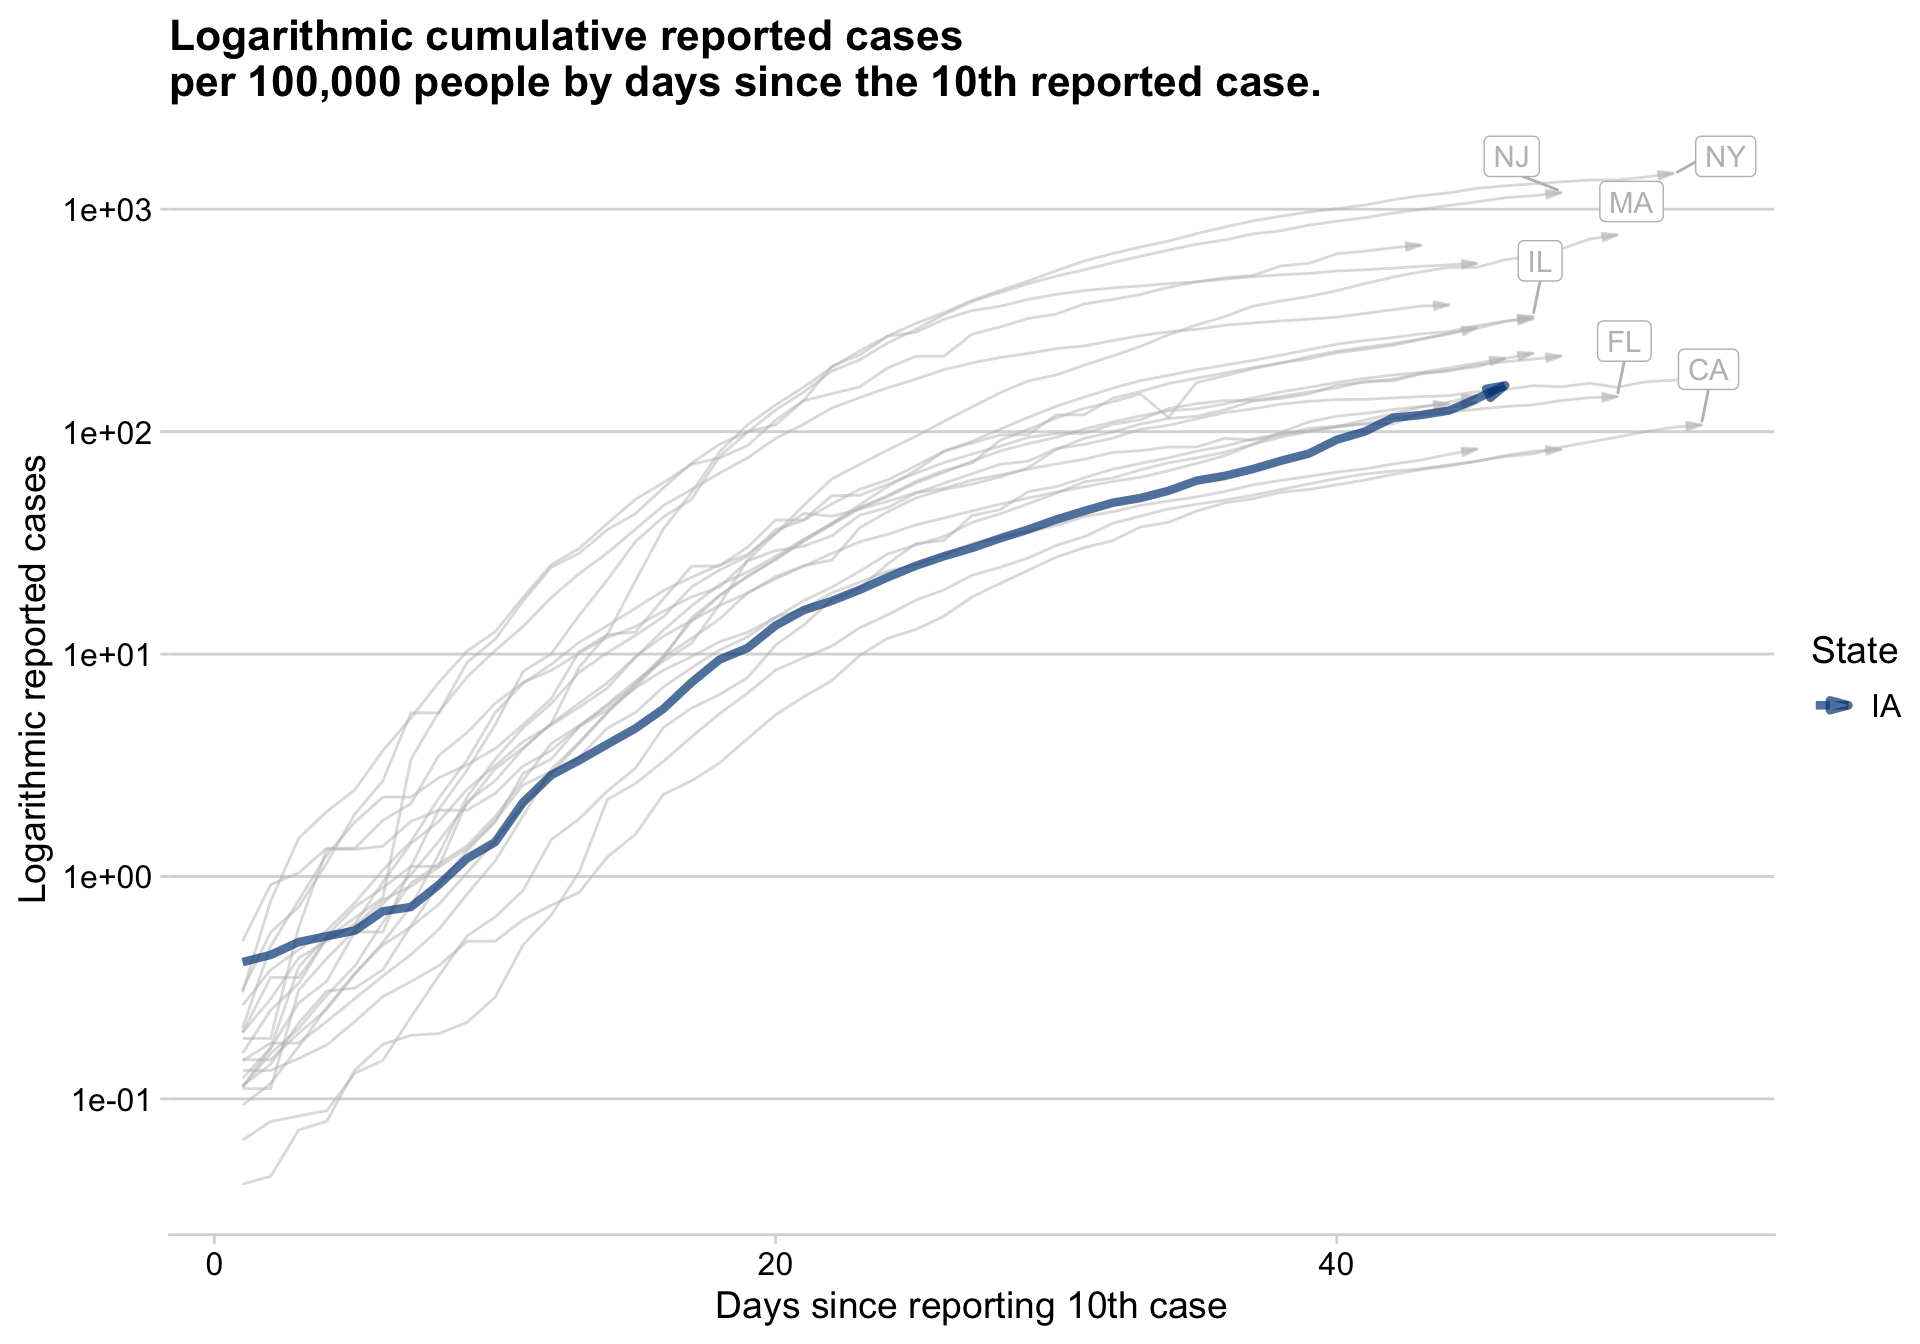 Logarithmic cumulative reported cases
per 100,000 people by days since the 10th reported case.
NJ
NY
MA
IL
FL
CA
1e+03
1e+02
1e+01
1e+00
1e-01
Logarithmic reported cases
0
20
40
Days since reporting 10th case
State
IA